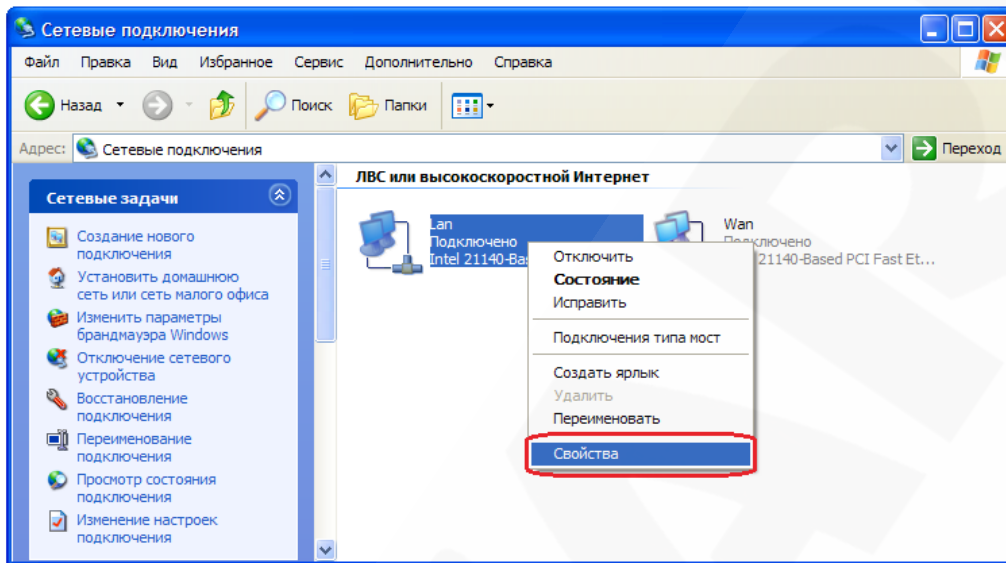 Сетевые подключения
Файл Правка Вид Избранное Сервис Дополнительно Справка
Назад Поиск Папки
Адрес: Сетевые подключения Переход
Сетевые задачи
Создание нового
подключения
Установить домашнюю
сеть или сеть малого офиса
Изменить параметры
брандмауэра Windows
Отключение сетевого
устройства
Восстановление
подключения
Переименование
подключения
Просмотр состояния
подключения
Изменение настроек
подключения
ЛВС или высокоскоростной Интернет
Lan
Подключено
Intel 21140-Ba
Wan
Подключено
21140-Based PCI Fast Et...
Отключить
Состояние
Исправить
Подключения типа мост
Создать ярлык
Удалить
Переименовать
Свойства